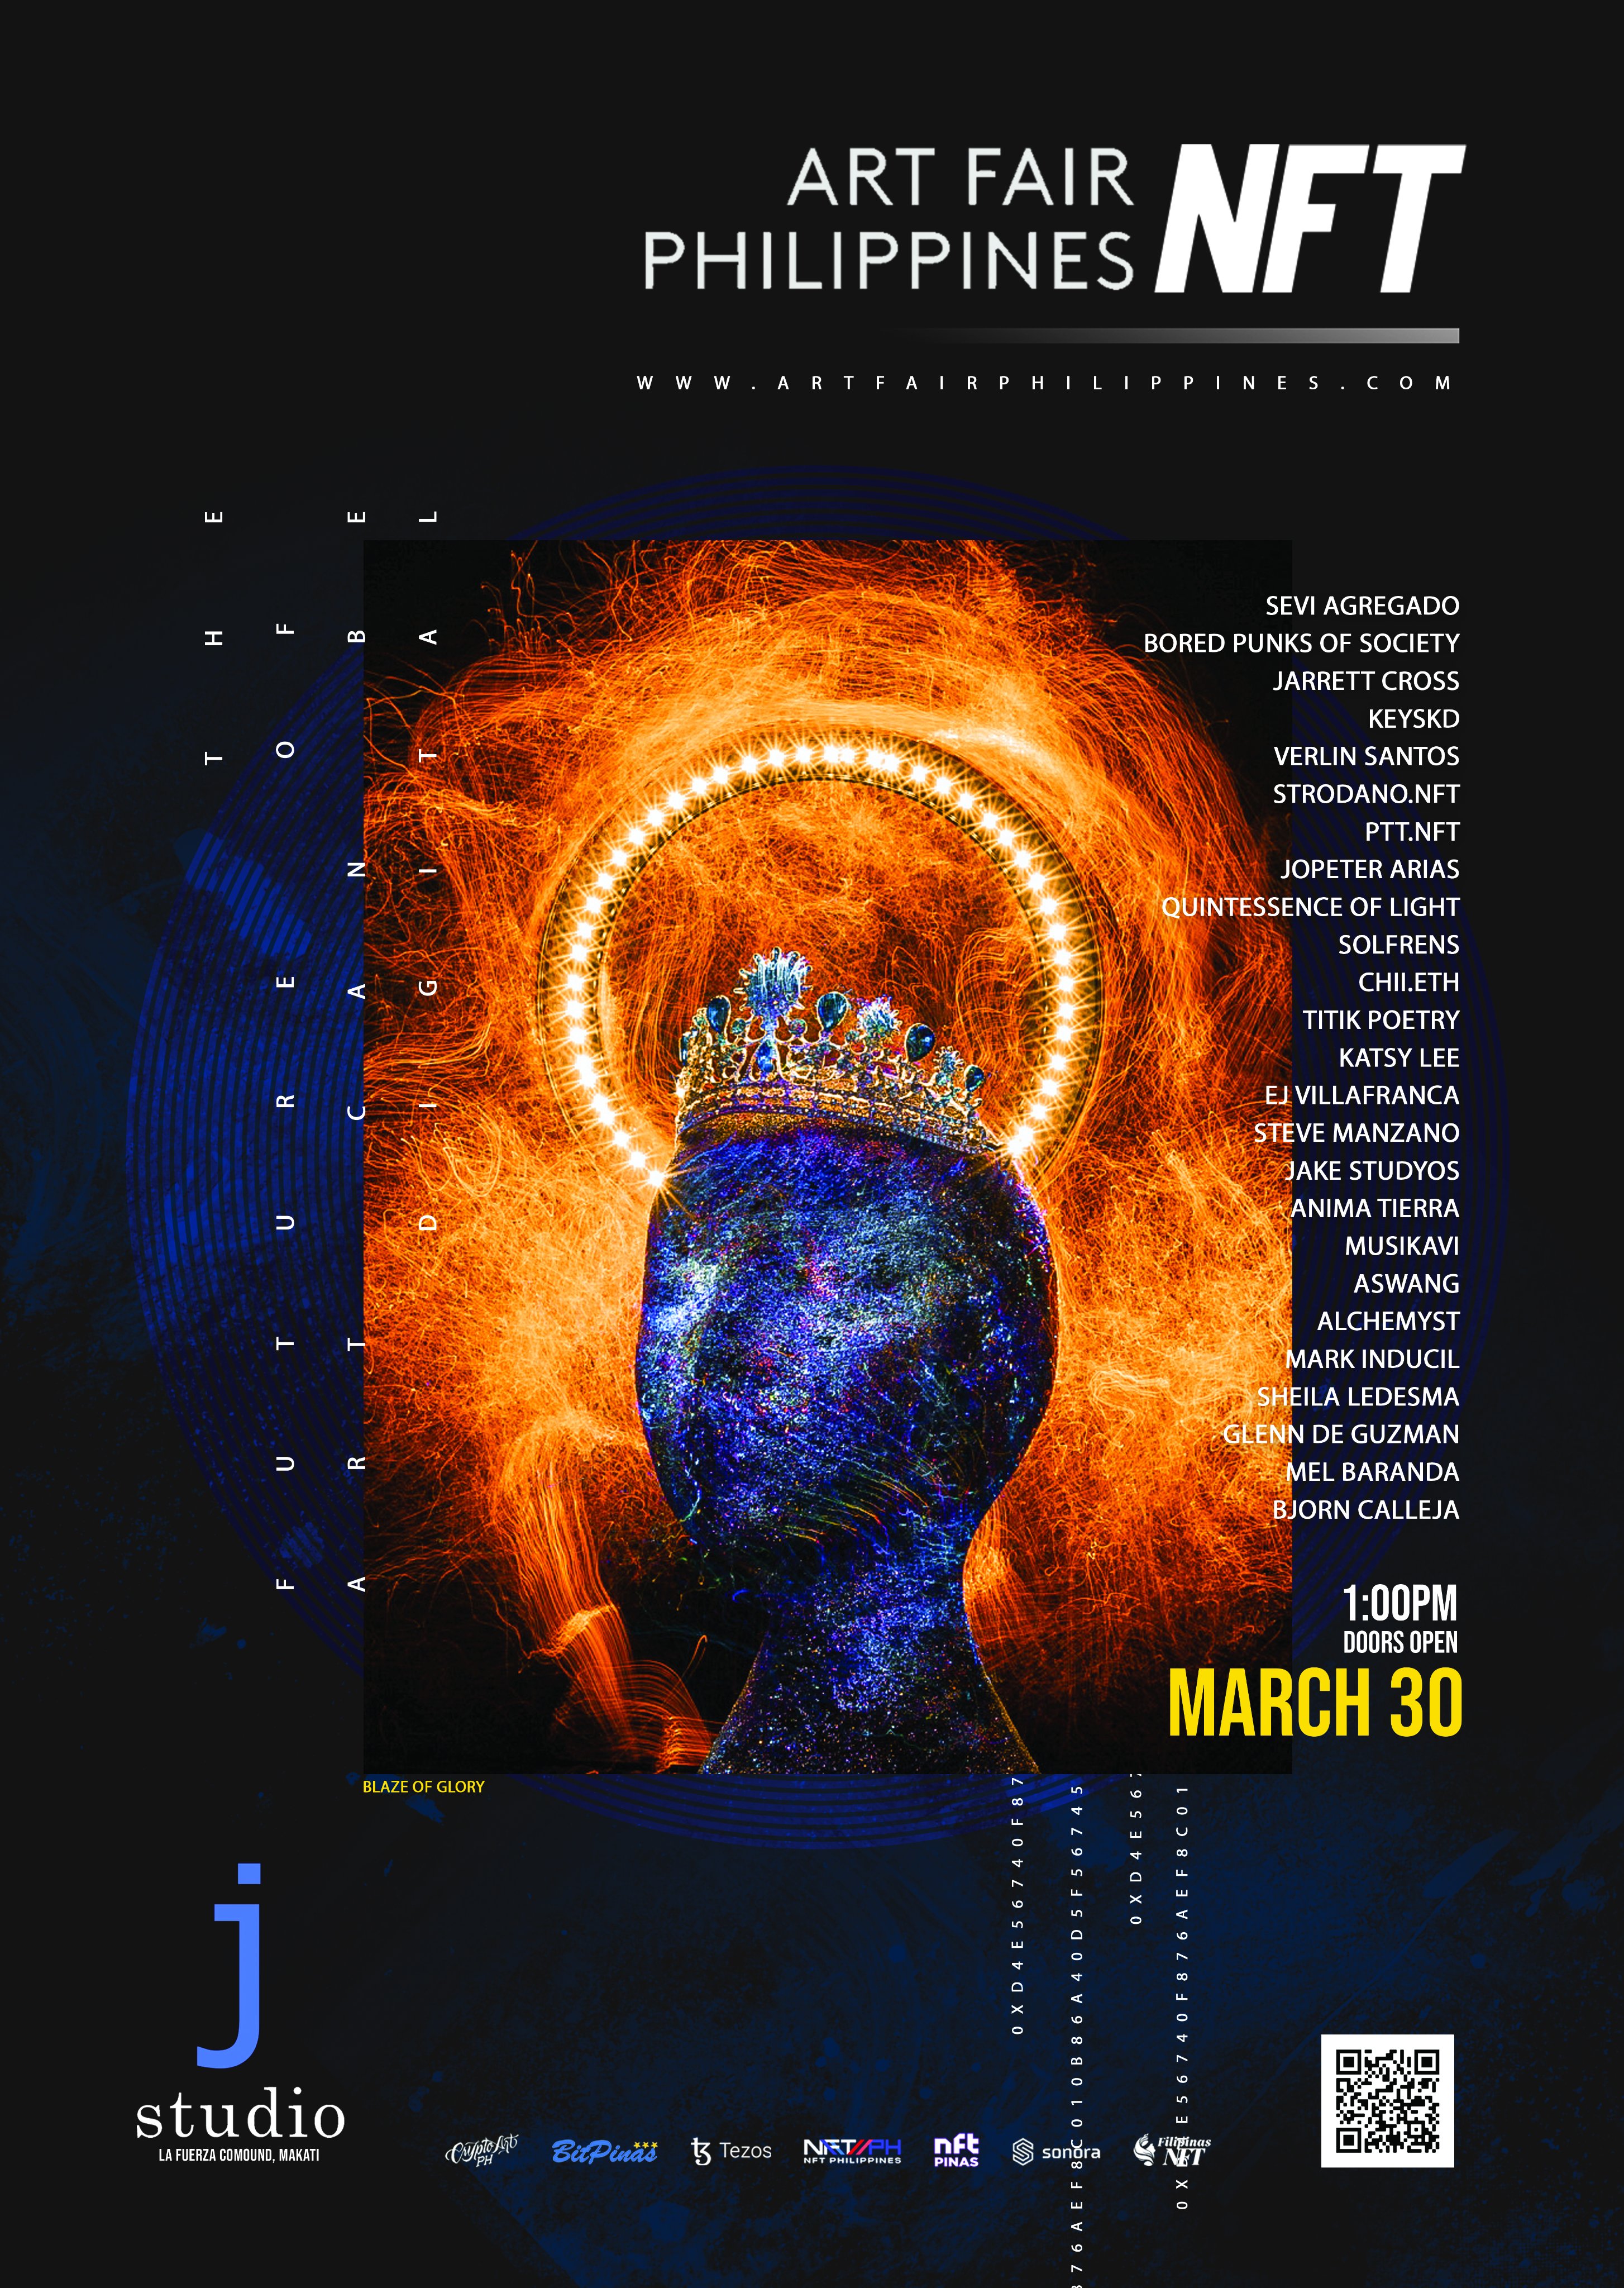 ART FAIR
PHILIPPINES
NFT
WWW.ARTFAIRPHILIPPINES.COM
THE
FUTURE OF
ART CAN BE
DIGITAL
SEVI AGREGADO
BORED PUNKS OF SOCIETY
JARRETT CROSS
KEYSKD
VERLIN SANTOS
STRODANO.NFT
PTT.NFT
JOPETER ARIAS
QUINTESSENCE OF LIGHT
SOLFRENS
CHII.ETH
TITIK POETRY
KATSY LEE
EJ VILLAFRANCA
STEVE MANZANO
JAKE STUDYOS
ANIMA TIERRA
MUSIKAVI
ASWANG
ALCHEMYST
MARK INDUCIL
SHEILA LEDESMA
GLENN DE GUZMAN
MEL BARANDA
BJORN CALLEJA
1:00PM
DOORS OPEN
MARCH 30
BLAZE OF GLORY
0XD4E56740F87
76AEF8C010B86A40D5F56745
0XD4E56
0XD4E56740F876AEF8C01
j
studio
LA FUERZA COMOUND, MAKATI
CryptoArt
PH
BitPinas
Tezos
NFT//PH
NFT PHILIPPINES
nft
PINAS
sonora
Filipinas
NFT